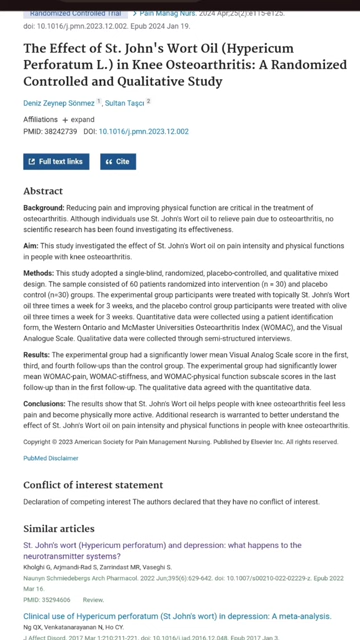 Randomized Controlled Trial > Pain Manag Nurs. 2024 Apr;25(2):e115-e125.
doi: 10.1016/j.pmn.2023.12.002. Epub 2024 Jan 19.
The Effect of St. John's Wort Oil (Hypericum
Perforatum L.) in Knee Osteoarthritis: A Randomized
Controlled and Qualitative Study
Deniz Zeynep Sönmez 1, Sultan Taşcı 2
Affiliations + expand
PMID: 38242739 DOI: 10.1016/j.pmn.2023.12.002
Full text links
Cite
Abstract
Background: Reducing pain and improving physical function are critical in the treatment of
osteoarthritis. Although individuals use St. John's Wort oil to relieve pain due to osteoarthritis, no
scientific research has been found investigating its effectiveness.
Aim: This study investigated the effect of St. John's Wort oil on pain intensity and physical functions
in people with knee osteoarthritis.
Methods: This study adopted a single-blind, randomized, placebo-controlled, and qualitative mixed
design. The sample consisted of 60 patients randomized into intervention (n = 30) and placebo
control (n=30) groups. The experimental group participants were treated with topically St. John's Wort
oil three times a week for 3 weeks, and the placebo control group participants were treated with olive
oil three times a week for 3 weeks. Quantitative data were collected using a patient identification
form, the Western Ontario and McMaster Universities Osteoarthritis Index (WOMAC), and the Visual
Analogue Scale. Qualitative data were collected through semi-structured interviews.
Results: The experimental group had a significantly lower mean Visual Analog Scale score in the first,
third, and fourth follow-ups than the control group. The experimental group had significantly lower
mean WOMAC-pain, WOMAC-stiffness, and WOMAC-physical function subscale scores in the last
follow-up than in the first follow-up. The qualitative data agreed with the quantitative data.
Conclusions: The results show that St. John's Wort oil helps people with knee osteoarthritis feel less
pain and become physically more active. Additional research is warranted to better understand the
effect of St. John's Wort oil on pain intensity and physical functions in people with knee osteoarthritis.
Copyright © 2023 American Society for Pain Management Nursing. Published by Elsevier Inc. All rights reserved.
PubMed Disclaimer
Conflict of interest statement
Declaration of competing interest The authors declared that they have no conflict of interest.
Similar articles
St. John's wort (Hypericum perforatum) and depression: what happens to the
neurotransmitter systems?
Kholghi G, Arjmandi-Rad S, Zarrindast MR, Vaseghi S.
Naunyn Schmiedebergs Arch Pharmacol. 2022 Jun;395(6):629-642. doi: 10.1007/s00210-022-02229-z. Epub 2022
Mar 16.
PMID: 35294606 Review.
Clinical use of Hypericum perforatum (St John's wort) in depression: A meta-analysis.
Ng QX, Venkatanarayanan N, Ho CY.
J Affect Disord. 2017 Mar 1;210:211-221. doi: 10.1016/j.jad.2016.12.048. Epub 2017 Jan 3.